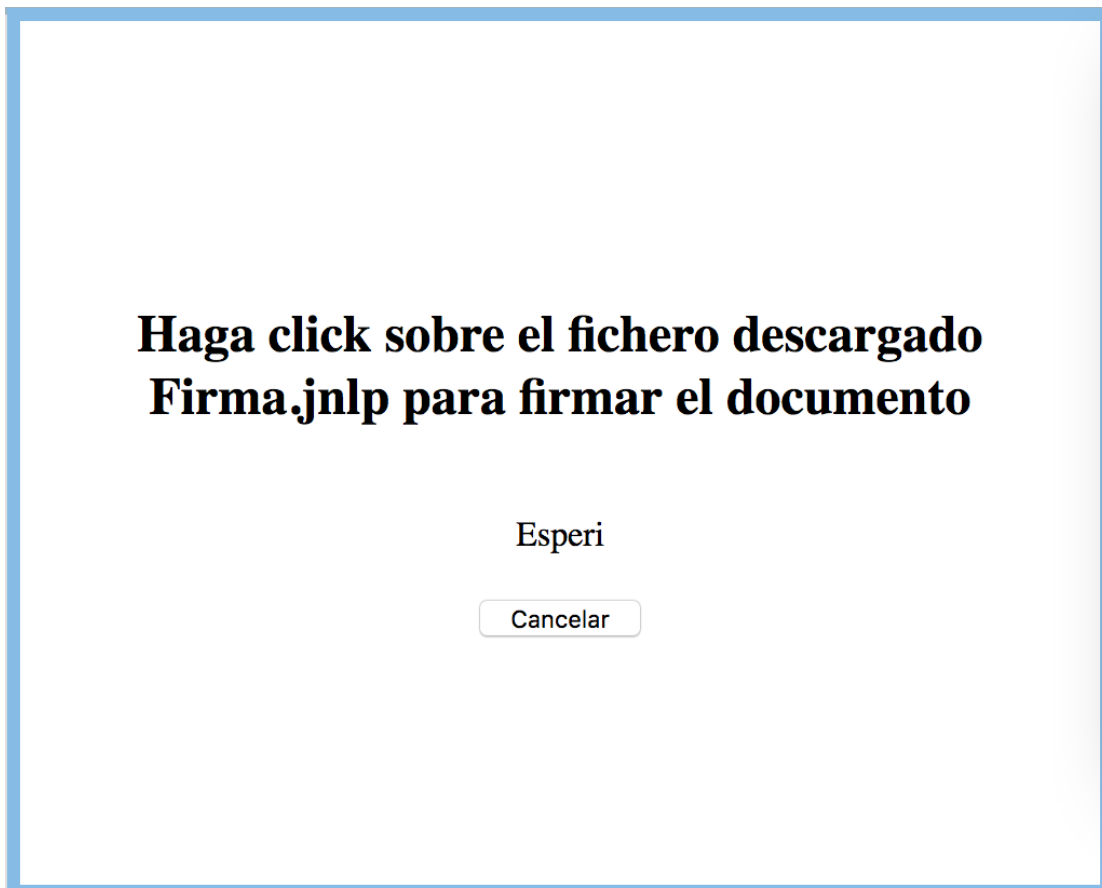 Haga click sobre el fichero descargado
Firma.jnlp para firmar el documento
Esperi
Cancelar